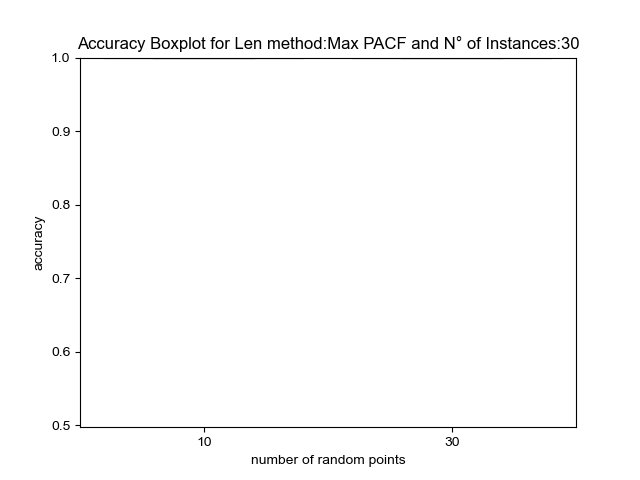 Accuracy Boxplot for Len method:Max PACF and N° of Instances:30
1.0
0.9
0.8
0.7
0.6
0.5
accuracy
10 30
number of random points